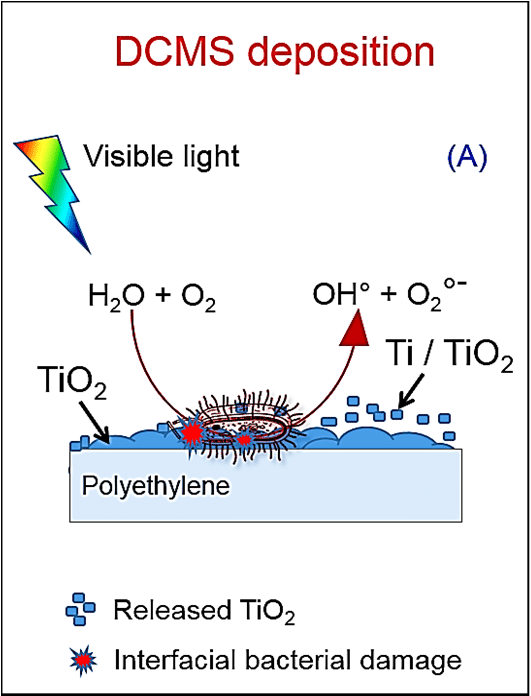 DCMS deposition
Visible light
(A)
H₂O + O₂
OH° + O₂°⁻
TiO₂
Ti / TiO₂
Polyethylene
Released TiO₂
Interfacial bacterial damage